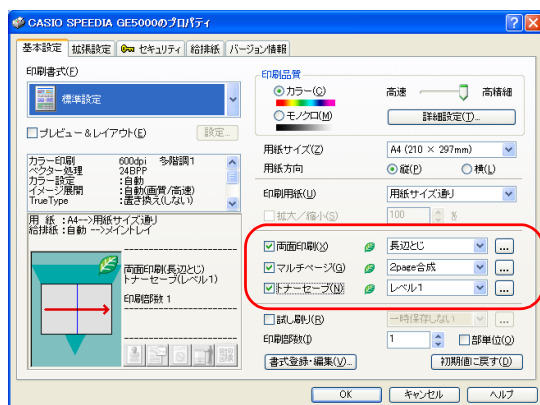 CASIO SPEEDIA GE5000のプロパティ
基本設定 拡張設定 セキュリティ 給排紙 バージョン情報
印刷書式(F)
標準設定
プレビュー＆レイアウト(E) 設定...
カラー印刷 600dpi 多階調1
ベクター処理 24BPP
カラー設定 :自動
イメージ展開 :自動(画質/高速)
TrueType :置き換え(しない)
用 紙 :A4-->用紙サイズ通り
給排紙 :自動 -->メイントレイ
両面印刷(長辺とじ)
トナーセーブ(レベル1)
印刷部数 1
印刷品質
カラー(C) 高速 高精細
モノクロ(M) 詳細設定(T)...
用紙サイズ(Z) A4 (210 × 297mm)
用紙方向 縦(P) 横(L)
印刷用紙(U) 用紙サイズ通り
拡大／縮小(S) 100 %
両面印刷(X) 長辺とじ ...
マルチページ(G) 2page合成 ...
トナーセーブ(N) レベル1 ...
試し刷り(R) 一時保存しない ...
印刷部数(I) 1 部単位(O)
書式登録・編集(V)... 初期値に戻す(D)
OK キャンセル ヘルプ